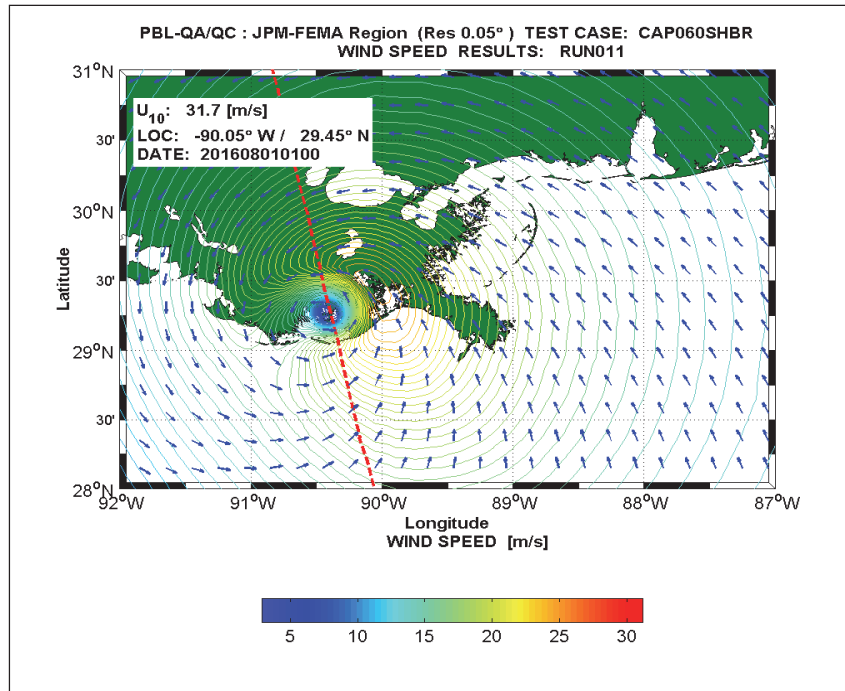 PBL-QA/QC : JPM-FEMA Region (Res 0.05° ) TEST CASE: CAP060SHBR
WIND SPEED RESULTS: RUN011
U10: 31.7 [m/s]
LOC: -90.05° W / 29.45° N
DATE: 201608010100
31°N
30'
30°N
30'
29°N
30'
28°N
Latitude
92°W 91°W 90°W 89°W 88°W 87°W
Longitude
WIND SPEED [m/s]
5 10 15 20 25 30